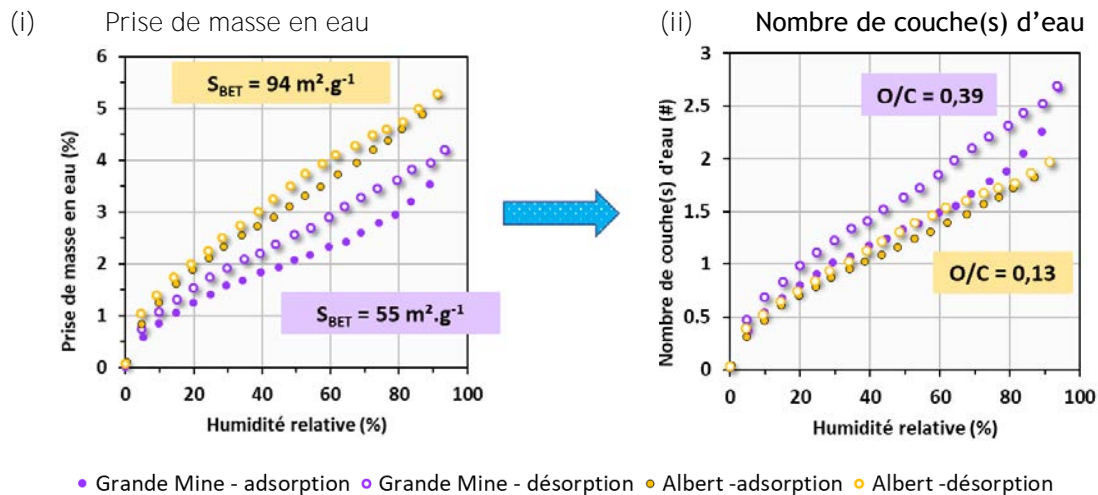 (i) Prise de masse en eau
(ii) Nombre de couche(s) d’eau
Prise de masse en eau (%)
6
5
4
3
2
1
0
S_BET = 94 m².g⁻¹
S_BET = 55 m².g⁻¹
0 20 40 60 80 100
Humidité relative (%)
Nombre de couche(s) d'eau (#)
3
2.5
2
1.5
1
0.5
0
O/C = 0,39
O/C = 0,13
0 20 40 60 80 100
Humidité relative (%)
Grande Mine - adsorption Grande Mine - désorption Albert -adsorption Albert -désorption